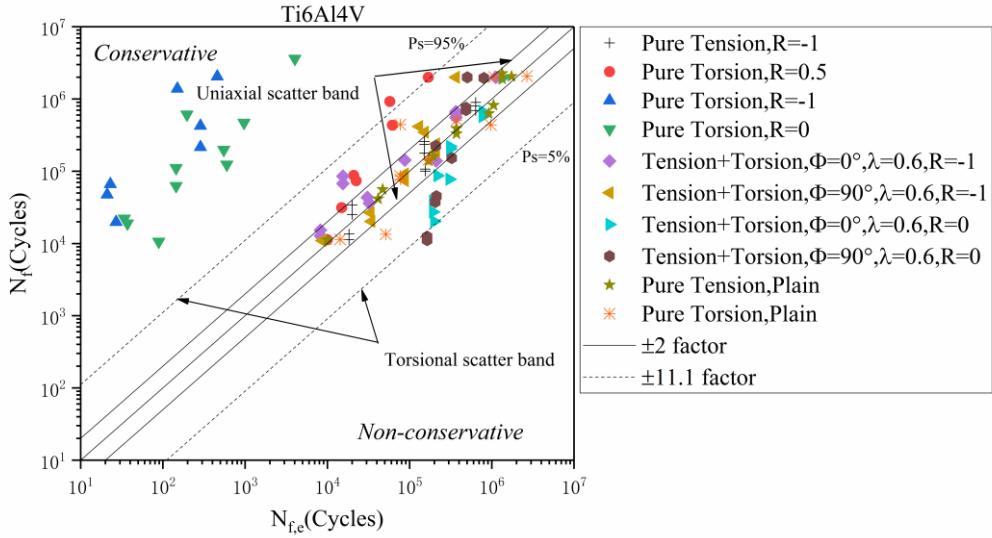 Ti6Al4V
N_f(Cycles)
10^7
10^6
10^5
10^4
10^3
10^2
10^1
Conservative
Ps=95%
Uniaxial scatter band
Ps=5%
Torsional scatter band
Non-conservative
10^1 10^2 10^3 10^4 10^5 10^6 10^7
N_f,e(Cycles)
Pure Tension,R=-1
Pure Torsion,R=0.5
Pure Torsion,R=-1
Pure Torsion,R=0
Tension+Torsion,Φ=0°,λ=0.6,R=-1
Tension+Torsion,Φ=90°,λ=0.6,R=-1
Tension+Torsion,Φ=0°,λ=0.6,R=0
Tension+Torsion,Φ=90°,λ=0.6,R=0
Pure Tension,Plain
Pure Torsion,Plain
±2 factor
±11.1 factor